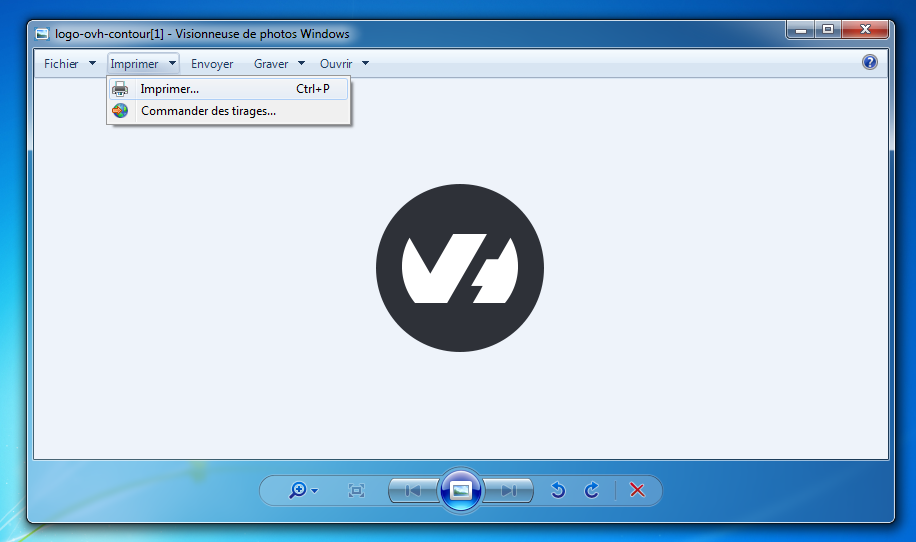 logo-ovh-contour[1] - Visionneuse de photos Windows
Fichier Imprimer Envoyer Graver Ouvrir ?
Imprimer... Ctrl+P
Commander des tirages...